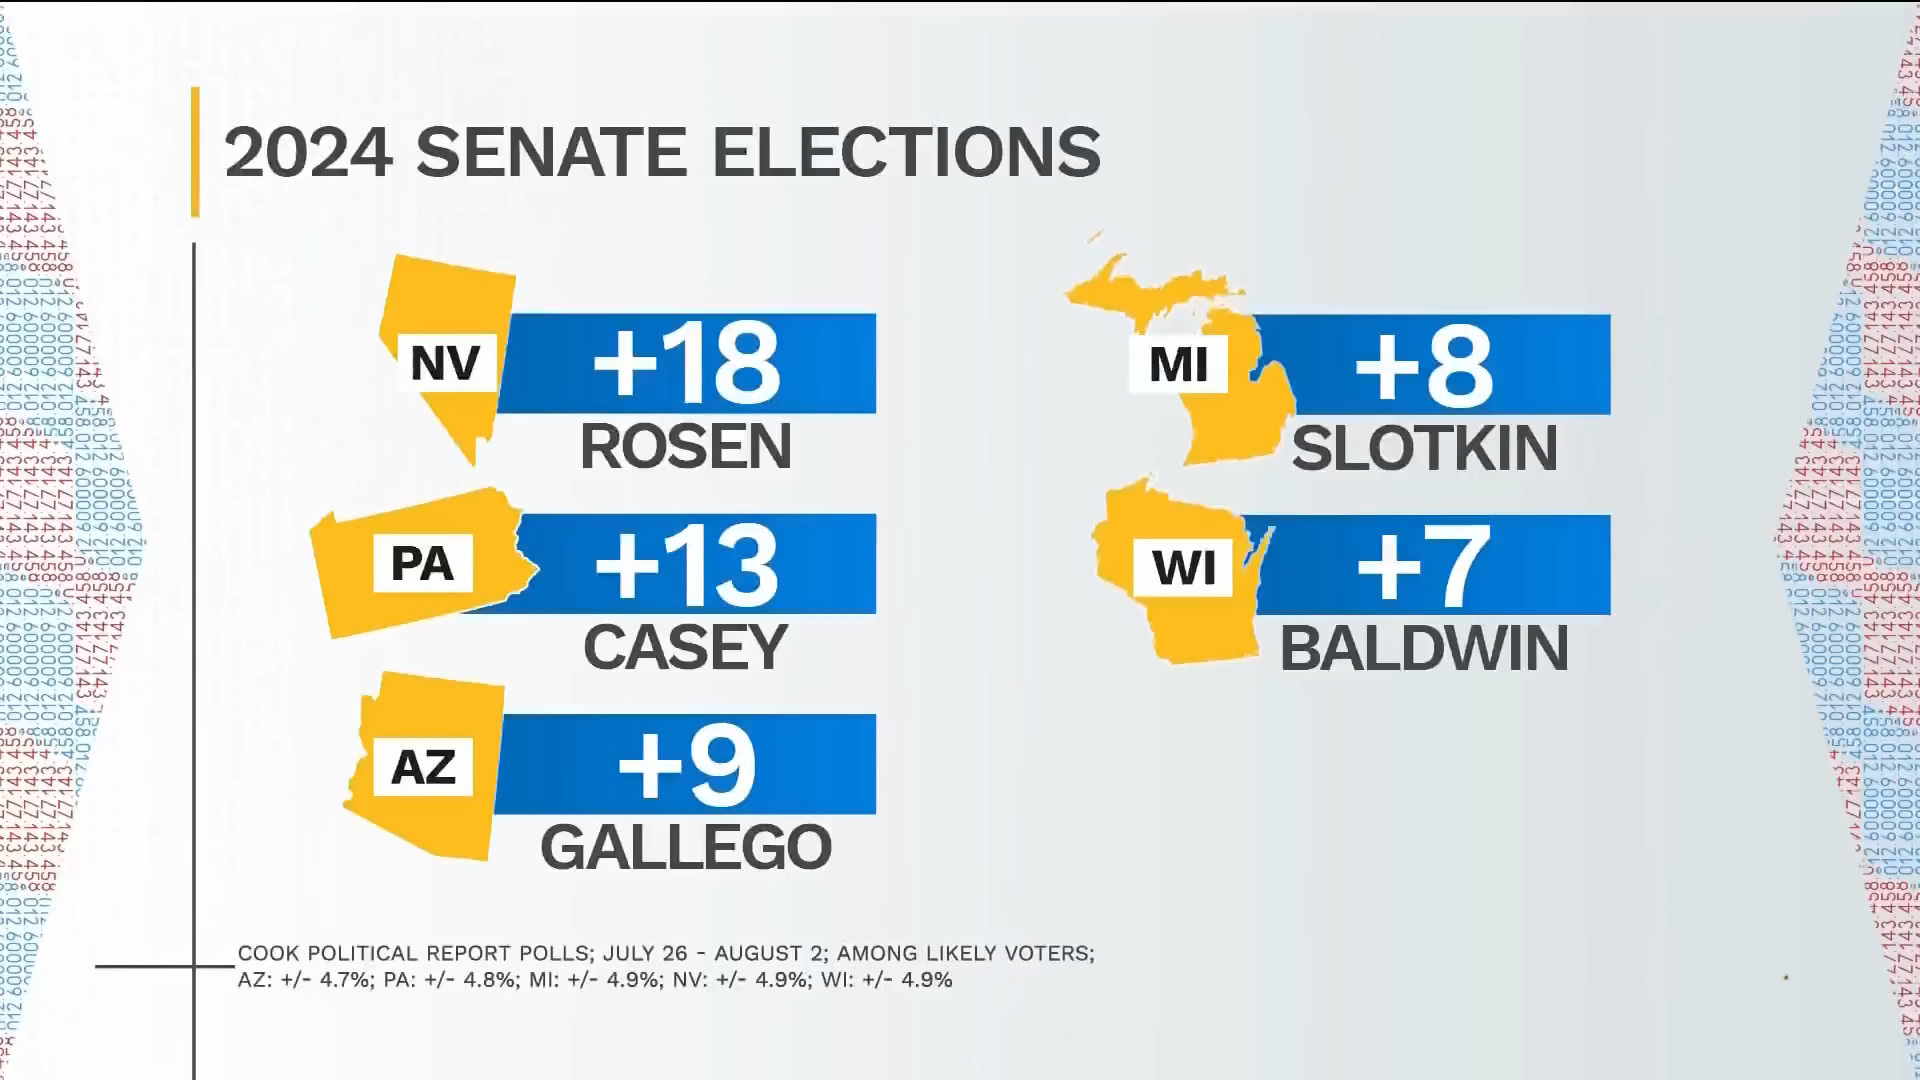 2024 SENATE ELECTIONS
NV
+18
ROSEN
PA
+13
CASEY
AZ
+9
GALLEGO
MI
+8
SLOTKIN
WI
+7
BALDWIN
COOK POLITICAL REPORT POLLS; JULY 26 - AUGUST 2; AMONG LIKELY VOTERS;
AZ: +/- 4.7%; PA: +/- 4.8%; MI: +/- 4.9%; NV: +/- 4.9%; WI: +/- 4.9%